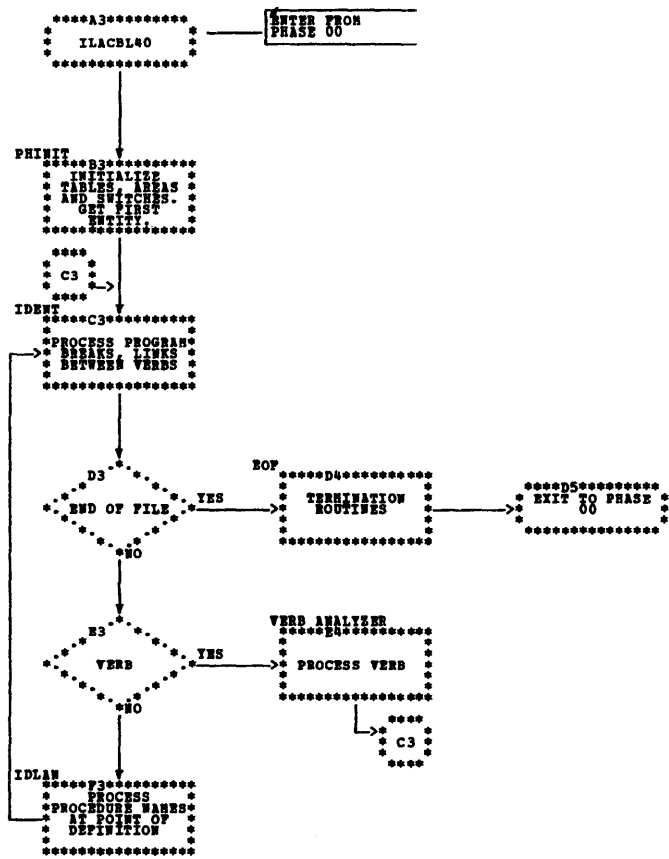 A3
ILACBL40
ENTER FROM
PHASE 00
PHINIT
B3
INITIALIZE
TABLES, AREAS
AND SWITCHES.
GET FIRST
ENTITY.
C3
IDENT
C3
PROCESS PROGRAM
BREAKS, LINKS
BETWEEN VERBS
D3
END OF FILE
YES
NO
EOF
D4
TERMINATION
ROUTINES
D5
EXIT TO PHASE
00
E3
VERB
YES
NO
VERB ANALYZER
E4
PROCESS VERB
C3
IDLAN
F3
PROCESS
PROCEDURE NAMES
AT POINT OF
DEFINITION